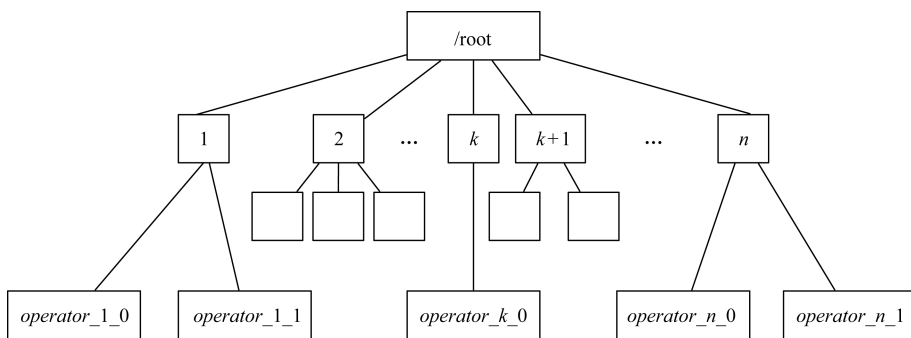 /root
1 2 ... k k+1 ... n
operator_1_0 operator_1_1 operator_k_0 operator_n_0 operator_n_1